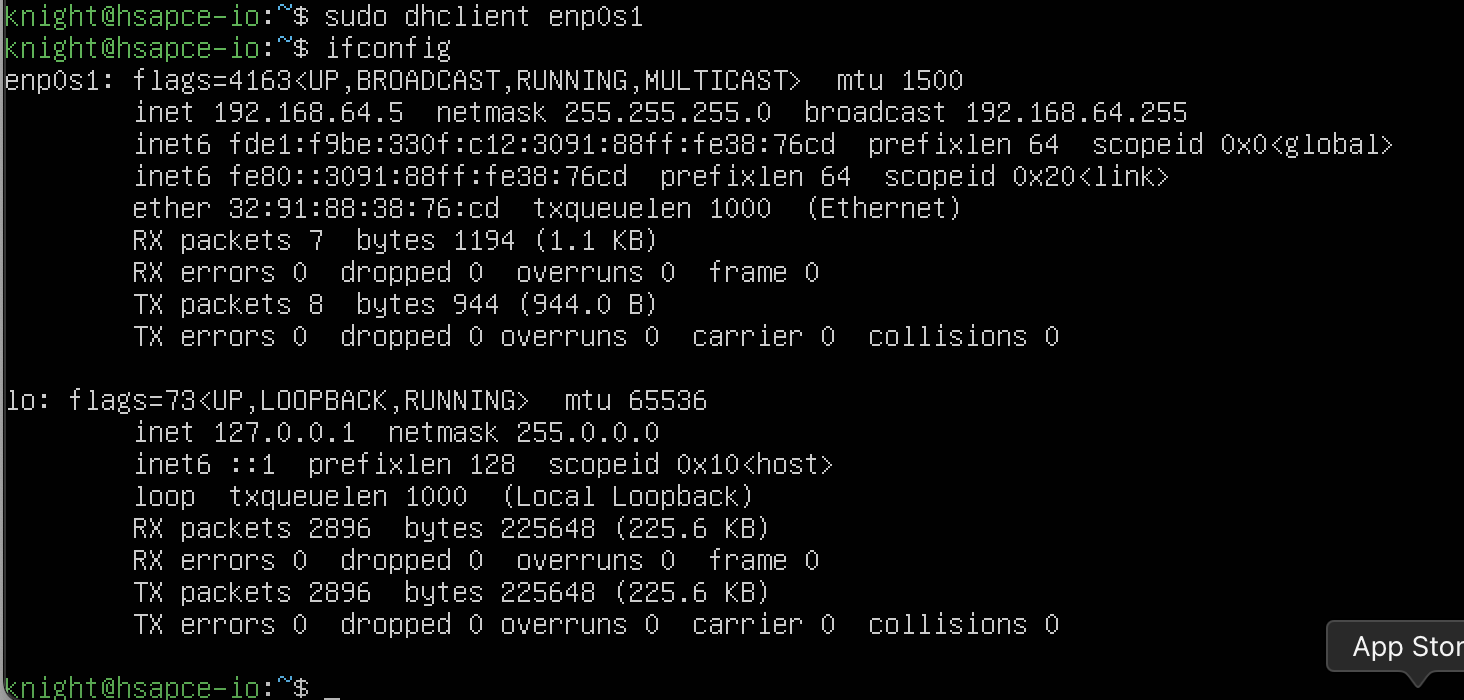 knight@hsapce-io:~$ sudo dhclient enp0s1
knight@hsapce-io:~$ ifconfig
enp0s1: flags=4163<UP,BROADCAST,RUNNING,MULTICAST>  mtu 1500
        inet 192.168.64.5  netmask 255.255.255.0  broadcast 192.168.64.255
        inet6 fde1:f9be:330f:c12:3091:88ff:fe38:76cd  prefixlen 64  scopeid 0x0<global>
        inet6 fe80::3091:88ff:fe38:76cd  prefixlen 64  scopeid 0x20<link>
        ether 32:91:88:38:76:cd  txqueuelen 1000  (Ethernet)
        RX packets 7  bytes 1194 (1.1 KB)
        RX errors 0  dropped 0  overruns 0  frame 0
        TX packets 8  bytes 944 (944.0 B)
        TX errors 0  dropped 0 overruns 0  carrier 0  collisions 0

lo: flags=73<UP,LOOPBACK,RUNNING>  mtu 65536
        inet 127.0.0.1  netmask 255.0.0.0
        inet6 ::1  prefixlen 128  scopeid 0x10<host>
        loop  txqueuelen 1000  (Local Loopback)
        RX packets 2896  bytes 225648 (225.6 KB)
        RX errors 0  dropped 0  overruns 0  frame 0
        TX packets 2896  bytes 225648 (225.6 KB)
        TX errors 0  dropped 0 overruns 0  carrier 0  collisions 0

App Stor
knight@hsapce-io:~$ _